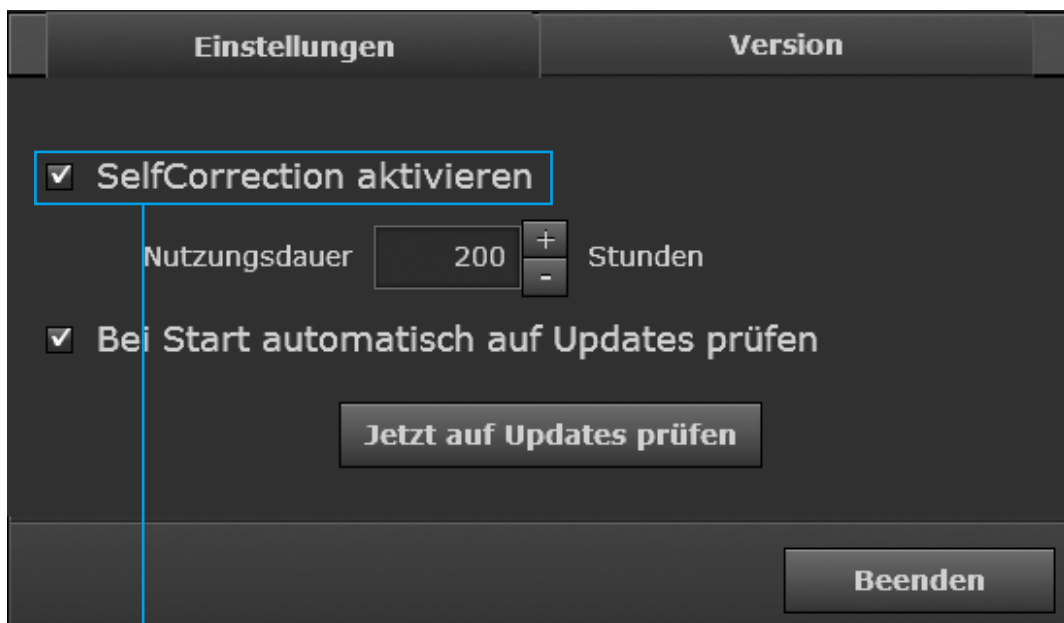 Einstellungen Version
SelfCorrection aktivieren
Nutzungsdauer 200 + - Stunden
Bei Start automatisch auf Updates prüfen
Jetzt auf Updates prüfen
Beenden